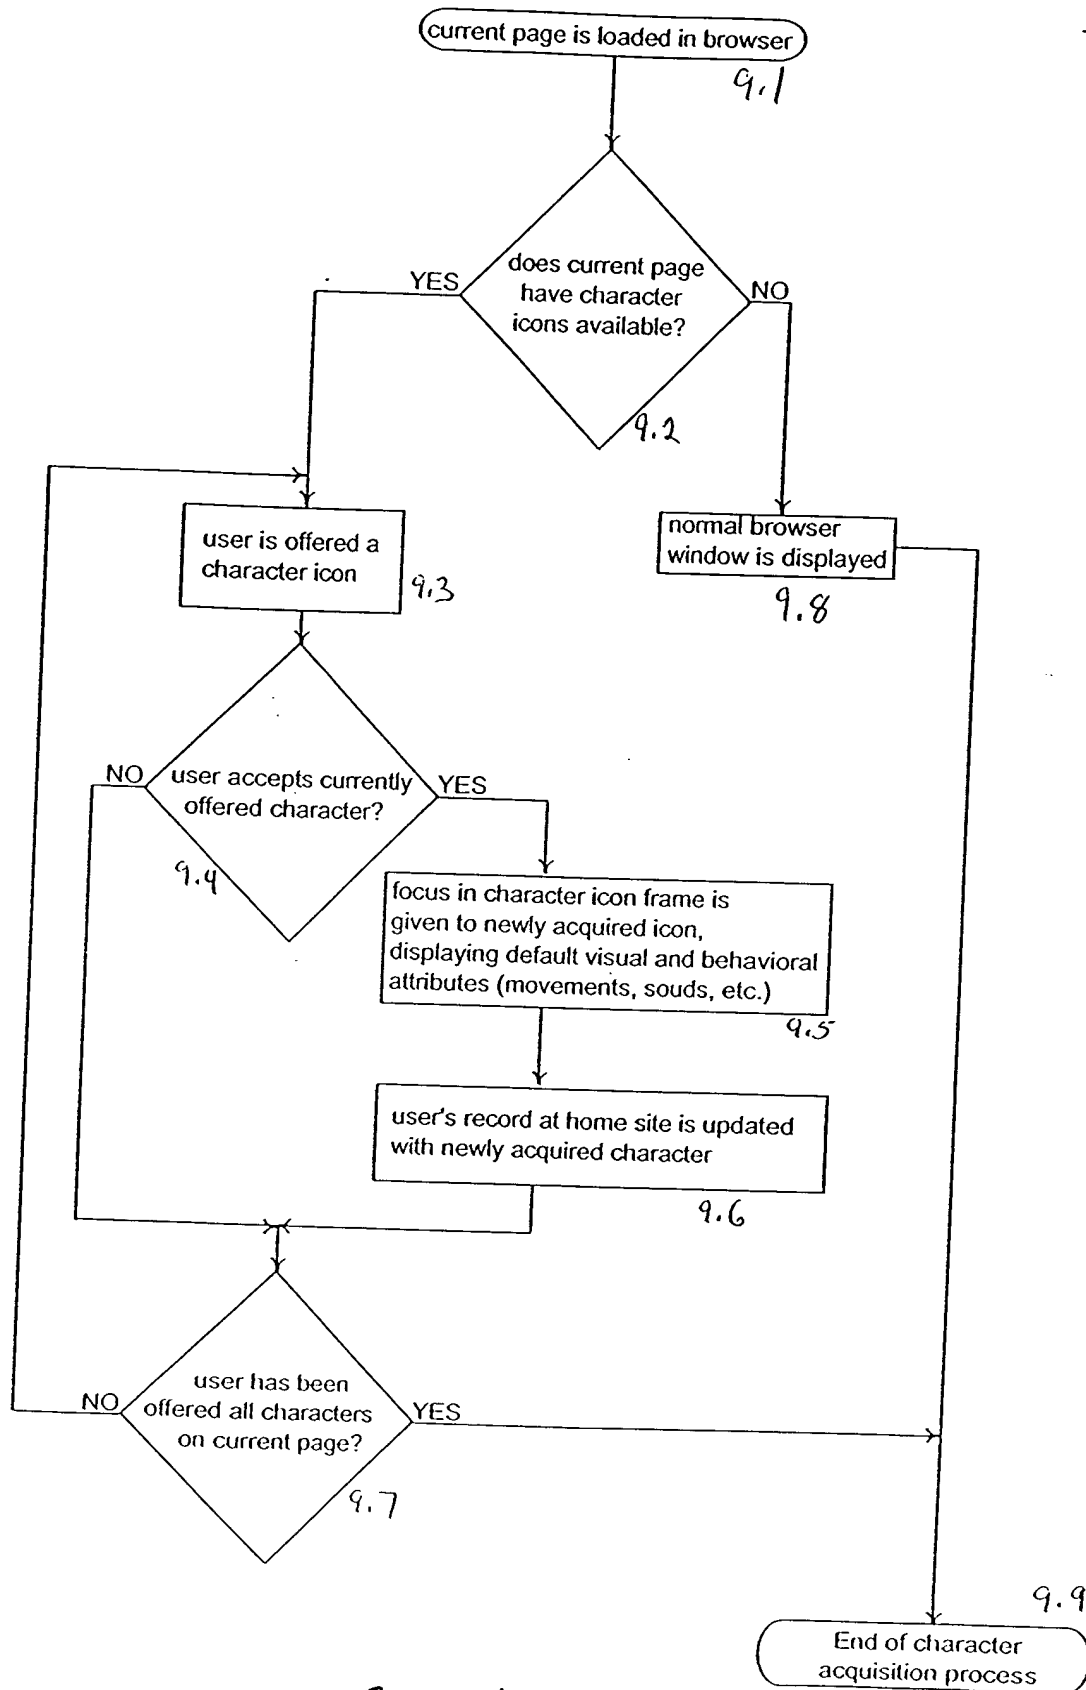 current page is loaded in browser
9.1
does current page
have character
icons available?
YES
NO
9.2
user is offered a
character icon
9.3
normal browser
window is displayed
9.8
user accepts currently
offered character?
NO
YES
9.4
focus in character icon frame is
given to newly acquired icon,
displaying default visual and behavioral
attributes (movements, souds, etc.)
9.5
user's record at home site is updated
with newly acquired character
9.6
user has been
offered all characters
on current page?
NO
YES
9.7
9.9
End of character
acquisition process